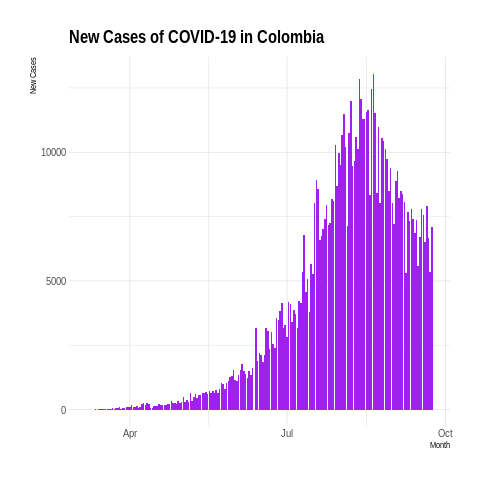 New Cases of COVID-19 in Colombia
New Cases
10000
5000
0
Apr Jul Oct
Month